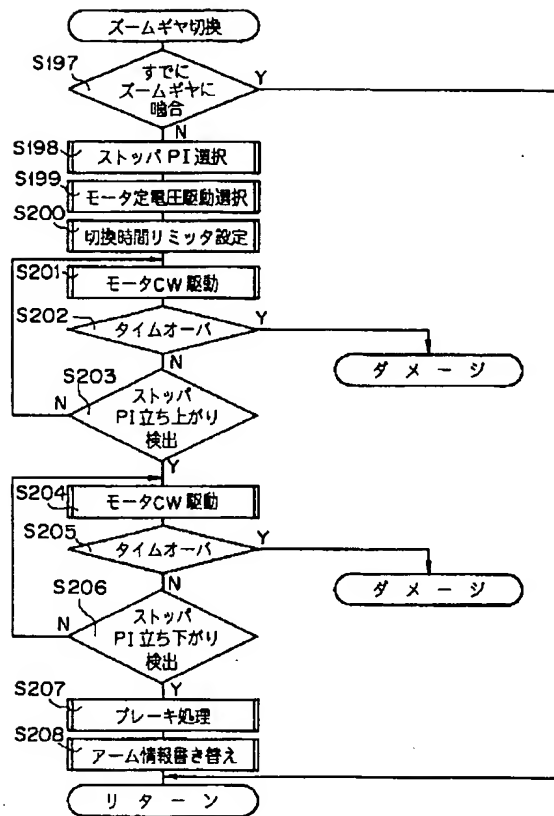 ズームギヤ切換
S197
すでに
ズームギヤに
噛合
Y
N
S198
ストッパPI選択
S199
モータ定電圧駆動選択
S200
切換時間リミッタ設定
S201
モータCW駆動
S202
タイムオーバ
Y
ダメージ
N
S203
ストッパ
PI立ち上がり
検出
N
Y
S204
モータCW駆動
S205
タイムオーバ
Y
ダメージ
N
S206
ストッパ
PI立ち下がり
検出
N
Y
S207
ブレーキ処理
S208
アーム情報書き替え
リターン